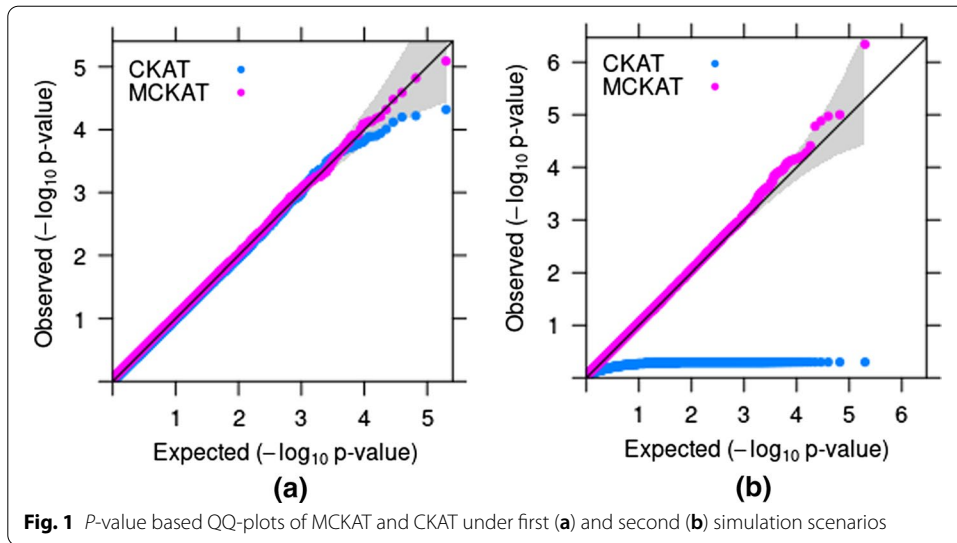 5
4
3
2
1
CKAT
MCKAT
1 2 3 4 5
Observed (−log10 p-value)
Expected (−log10 p-value)
(a)
6
5
4
3
2
1
CKAT
MCKAT
1 2 3 4 5 6
Observed (−log10 p-value)
Expected (−log10 p-value)
(b)
Fig. 1 P-value based QQ-plots of MCKAT and CKAT under first (a) and second (b) simulation scenarios